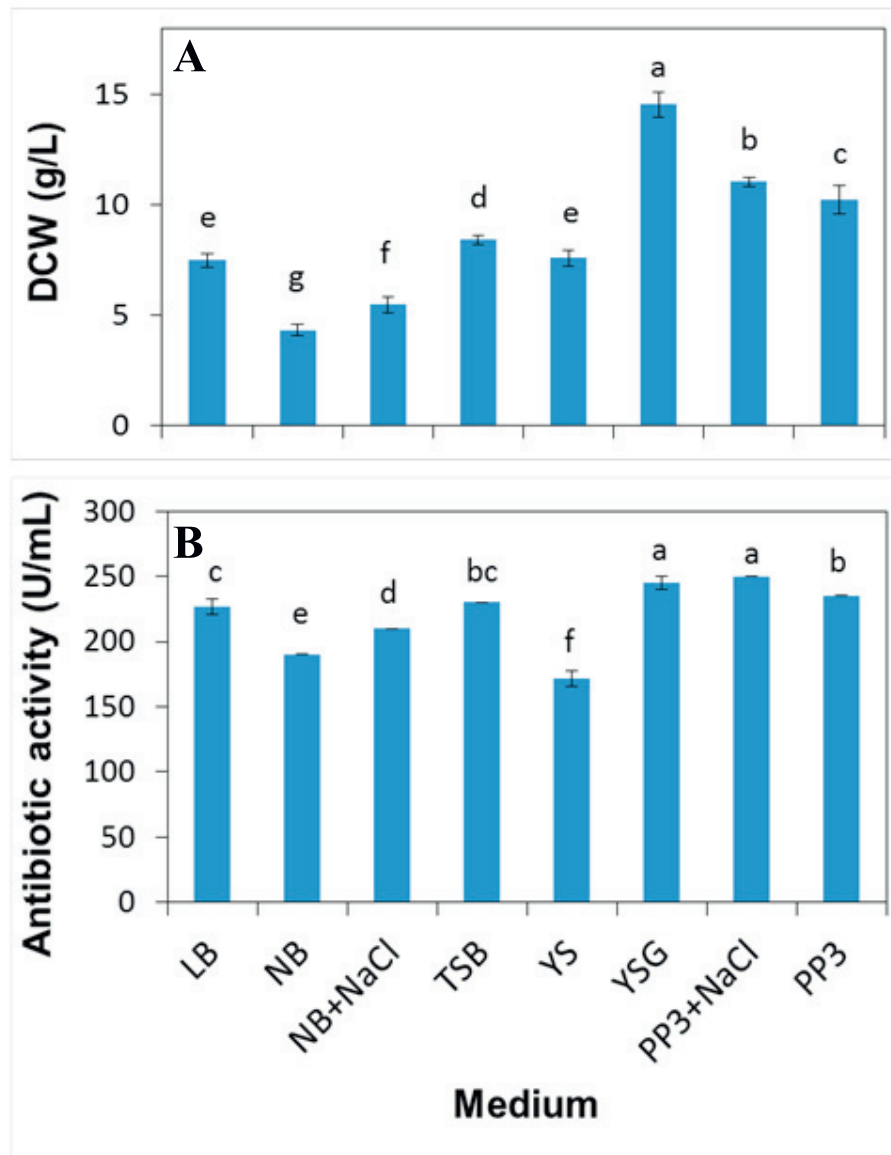 A
DCW (g/L)
15
10
5
0
e
g
f
d
e
a
b
c
B
Antibiotic activity (U/mL)
300
250
200
150
100
50
0
c
e
d
bc
f
a
a
b
LB
NB
NB+NaCl
TSB
YS
YSG
PP3+NaCl
PP3
Medium